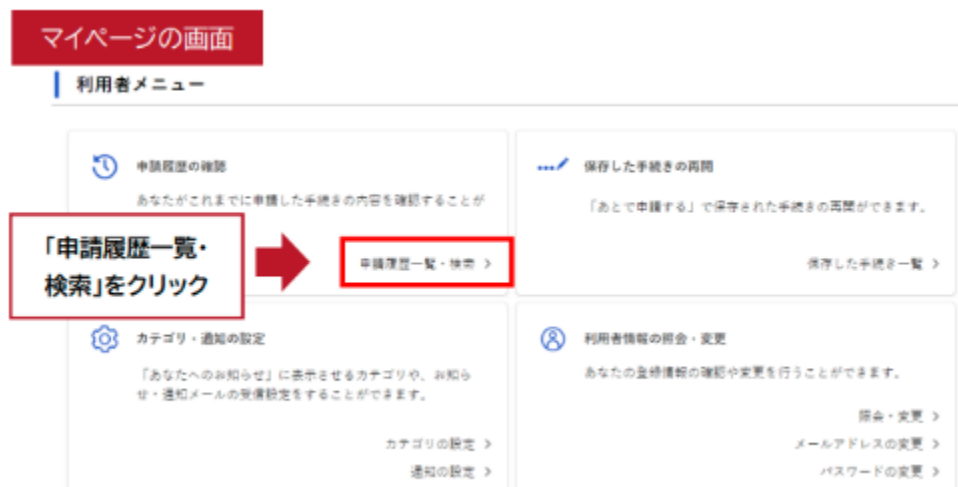 マイページの画面
利用者メニュー
申請履歴の確認
あなたがこれまでに申請した手続きの内容を確認することが
「申請履歴一覧・
検索」をクリック
申請履歴一覧・検索 >
保存した手続きの再開
「あとで申請する」で保存された手続きの再開ができます。
保存した手続き一覧 >
カテゴリ・通知の設定
「あなたへのお知らせ」に表示させるカテゴリや、お知ら
せ・通知メールの受信設定をすることができます。
カテゴリの設定 >
通知の設定 >
利用者情報の照会・変更
あなたの登録情報の確認や変更を行うことができます。
照会・変更 >
メールアドレスの変更 >
パスワードの変更 >